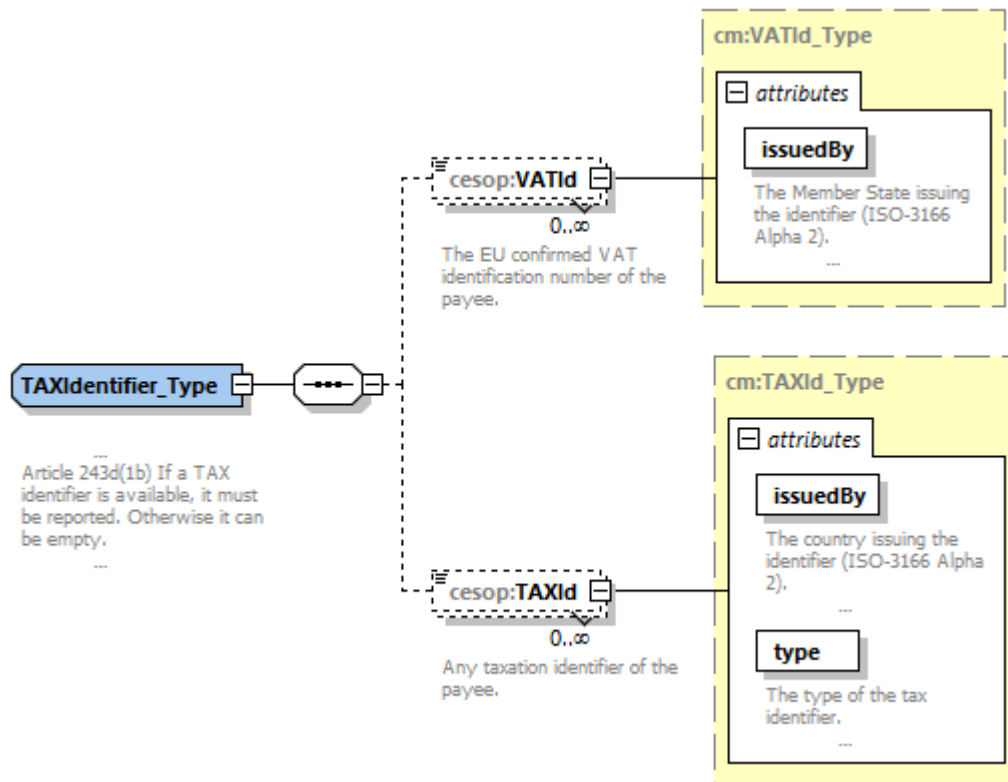 cm:VATId_Type
attributes
issuedBy
The Member State issuing
the identifier (ISO-3166
Alpha 2).
...
cesop:VATId
0..∞
The EU confirmed VAT
identification number of the
payee.
TAXIdentifier_Type
...
Article 243d(1b) If a TAX
identifier is available, it must
be reported. Otherwise it can
be empty.
...
cm:TAXId_Type
attributes
issuedBy
The country issuing the
identifier (ISO-3166 Alpha
2).
...
type
The type of the tax
identifier.
...
cesop:TAXId
0..∞
Any taxation identifier of the
payee.